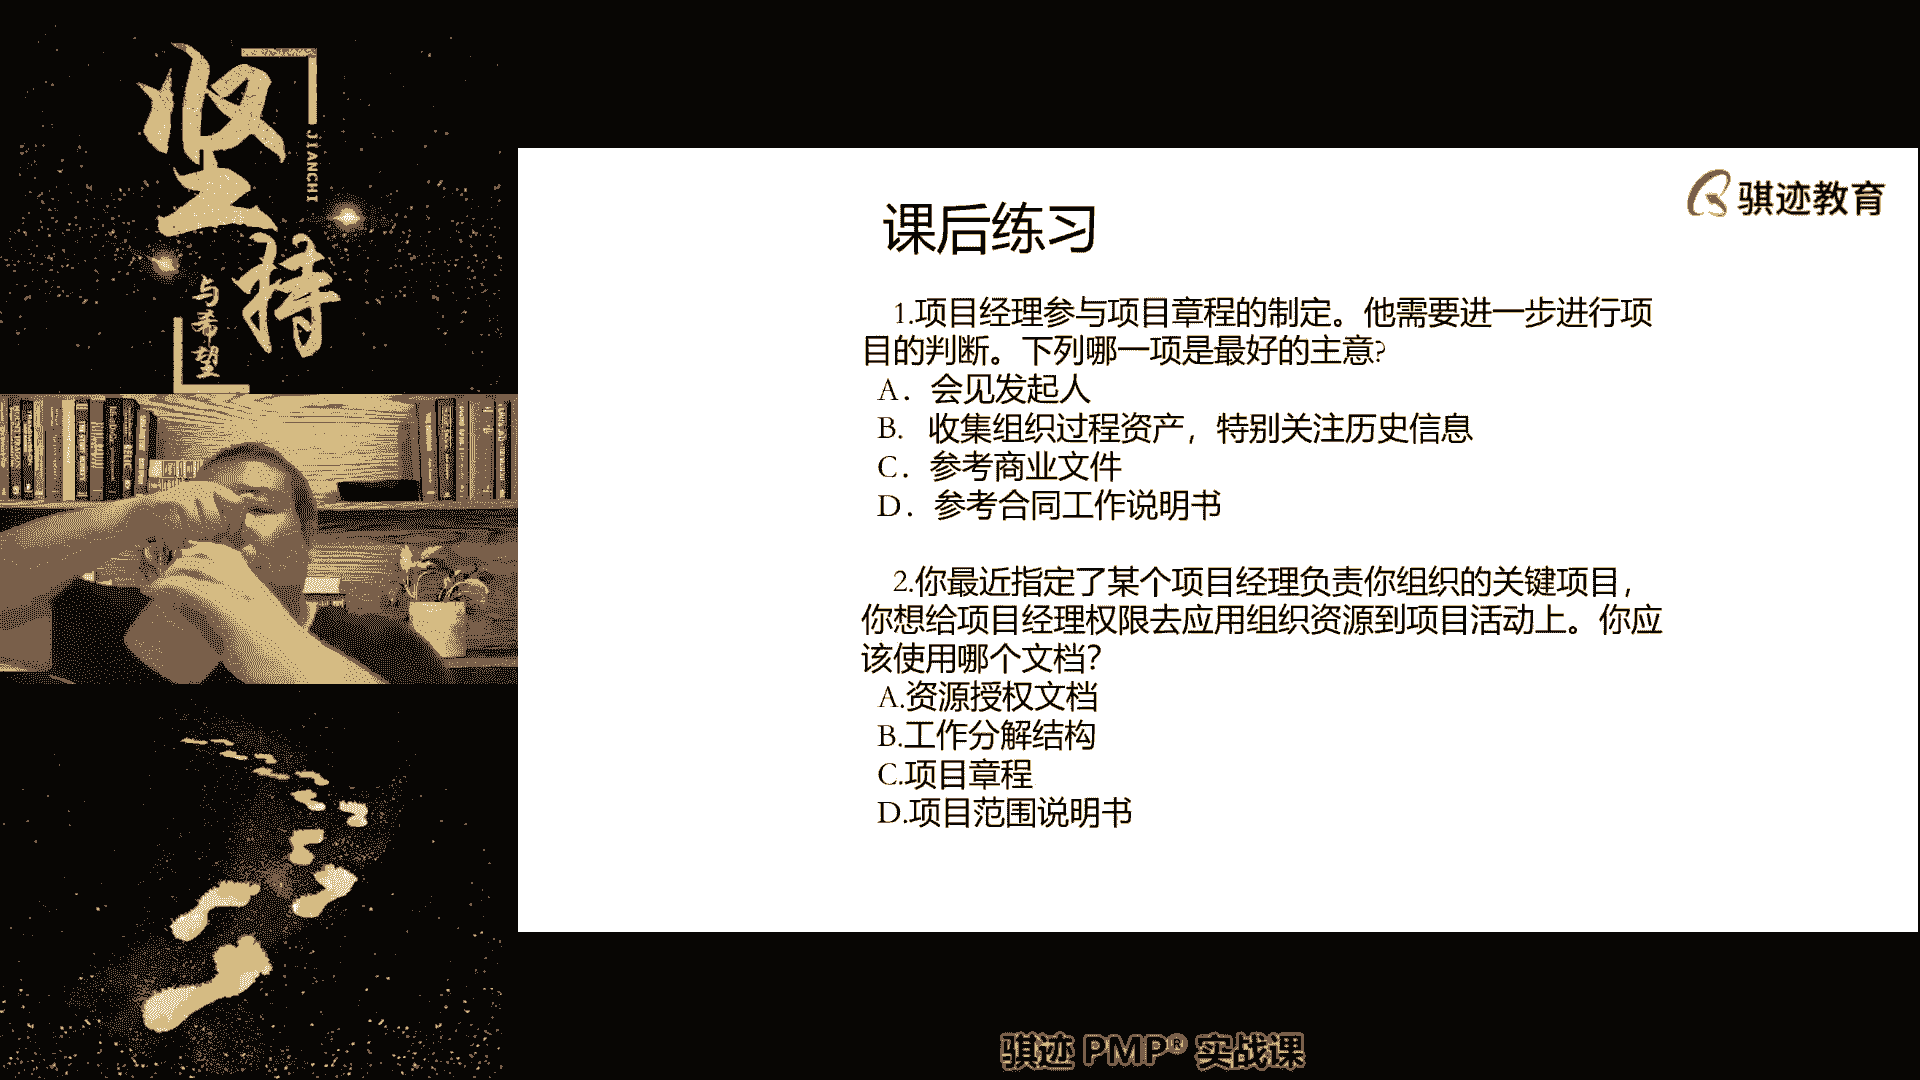 坚持
JIANCHI
与希望
骐迹教育
课后练习
1.项目经理参与项目章程的制定。他需要进一步进行项
目的判断。下列哪一项是最好的主意?
A．会见发起人
B. 收集组织过程资产，特别关注历史信息
C．参考商业文件
D．参考合同工作说明书
2.你最近指定了某个项目经理负责你组织的关键项目，
你想给项目经理权限去应用组织资源到项目活动上。你应
该使用哪个文档？
A.资源授权文档
B.工作分解结构
C.项目章程
D.项目范围说明书
骐迹 PMP® 实战课